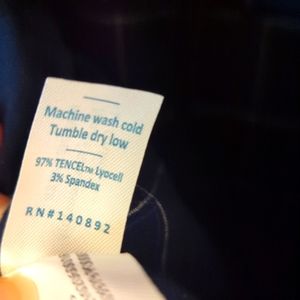 Machine wash cold
Tumble dry low
97% TENCEL™ Lyocell
3% Spandex
RN#140892